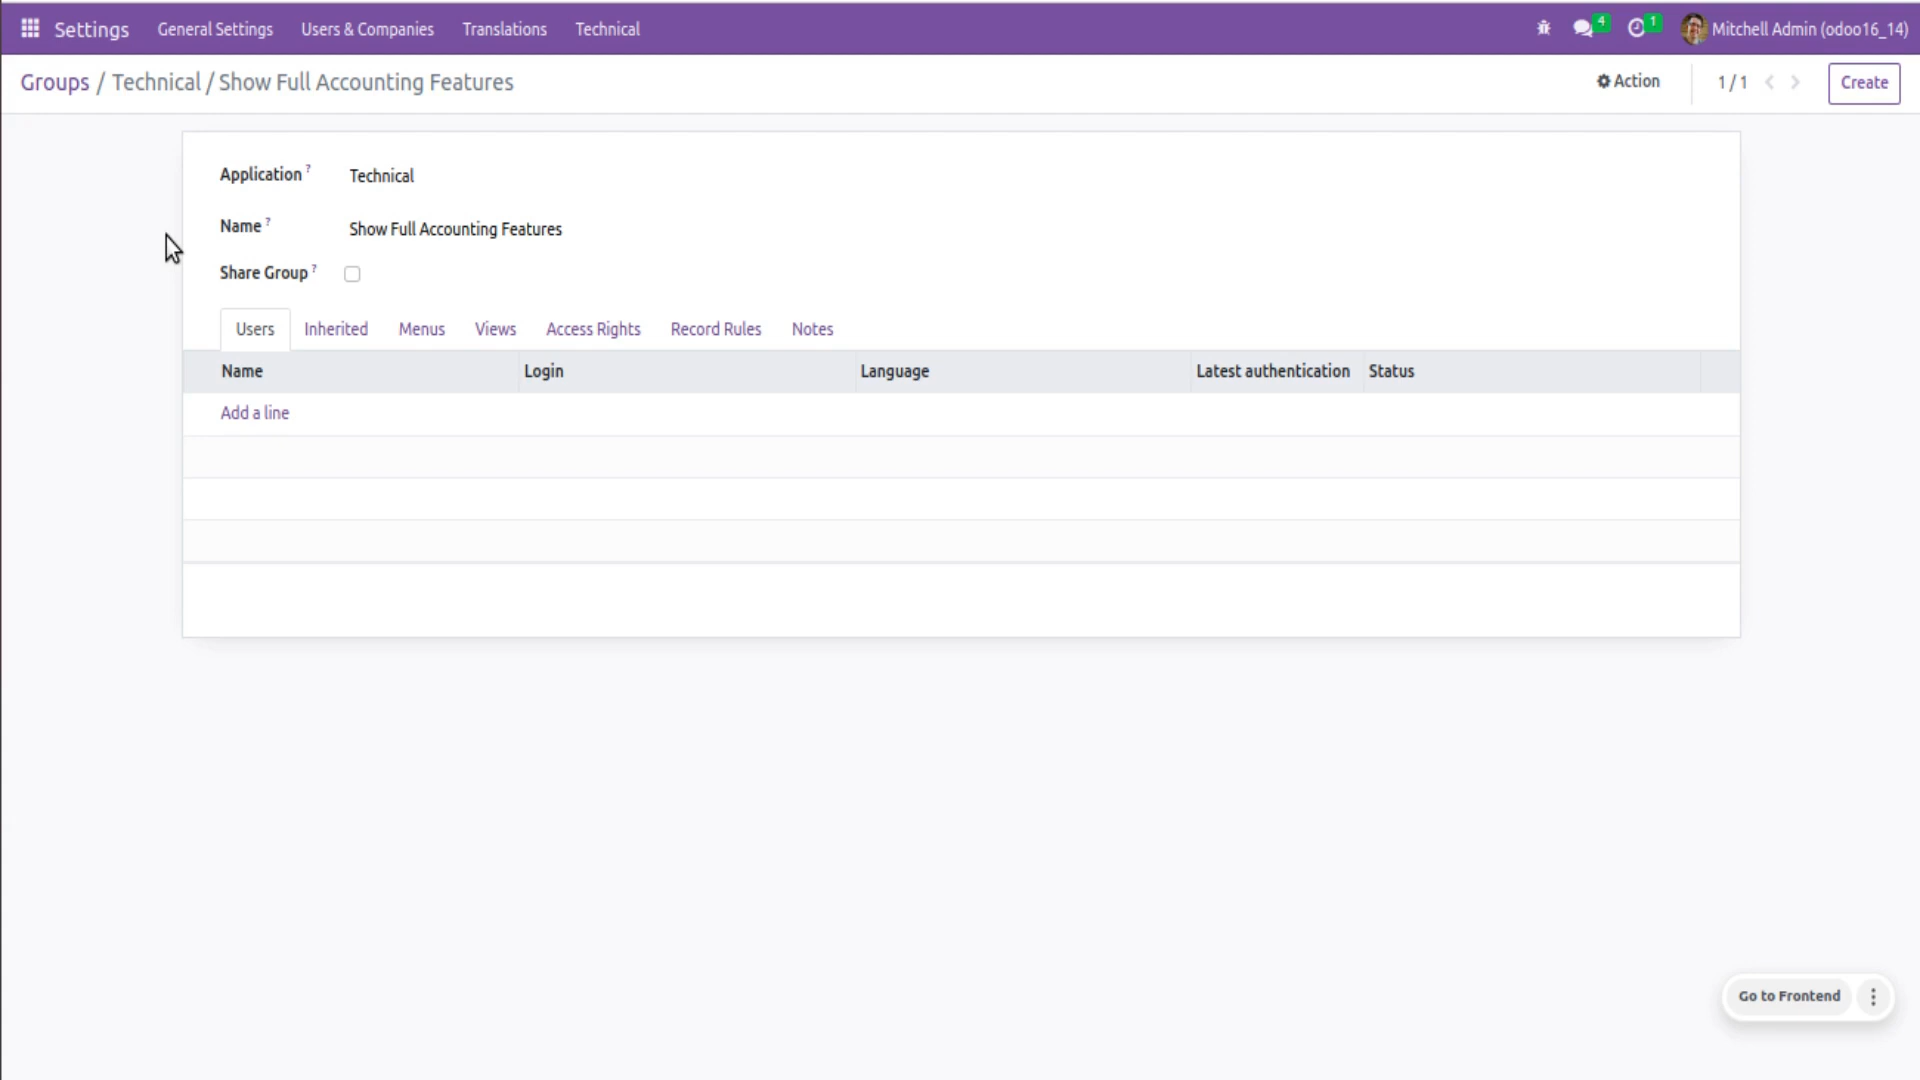 Settings General Settings Users & Companies Translations Technical 4 1 Mitchell Admin (odoo16_14)
Groups / Technical / Show Full Accounting Features Action 1 / 1 Create
Application ? Technical
Name ? Show Full Accounting Features
Share Group ?
Users Inherited Menus Views Access Rights Record Rules Notes
Name Login Language Latest authentication Status
Add a line
Go to Frontend